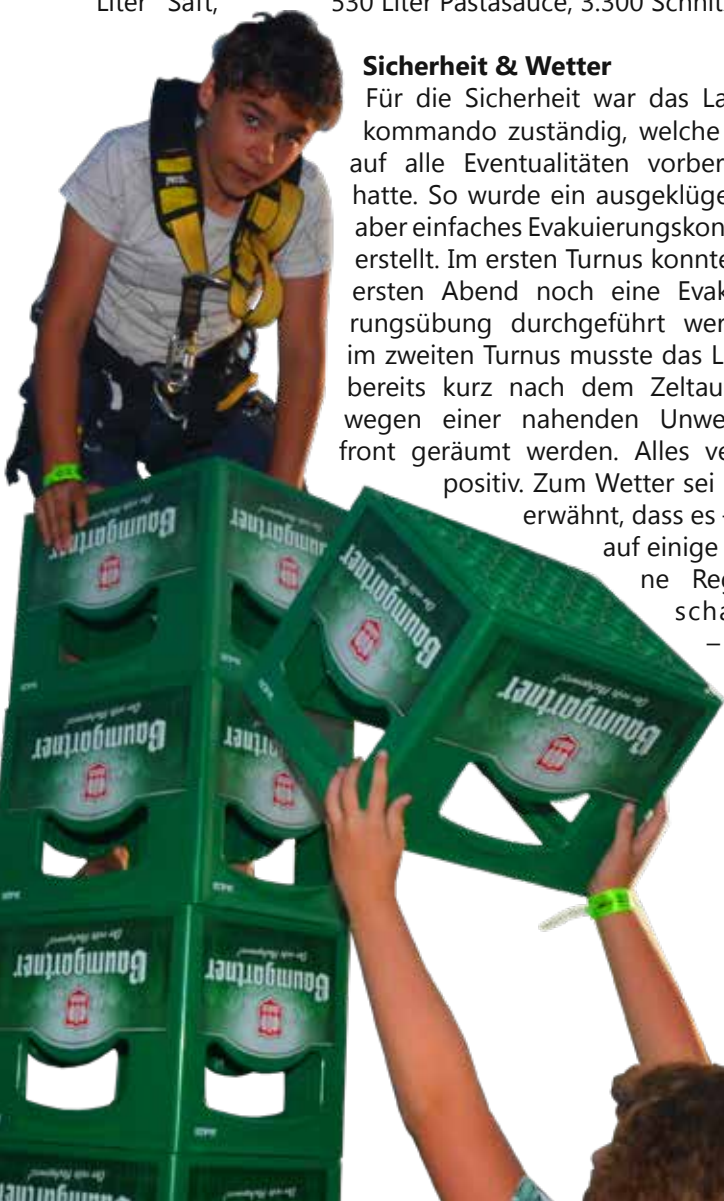 Liter Saft, 530 Liter Pastasauce, 3.300 Schnit
Sicherheit & Wetter
Für die Sicherheit war das La
kommando zuständig, welche
auf alle Eventualitäten vorber
hatte. So wurde ein ausgeklüge
aber einfaches Evakuierungskon
erstellt. Im ersten Turnus konnte
ersten Abend noch eine Evak
rungsübung durchgeführt wer
im zweiten Turnus musste das L
bereits kurz nach dem Zeltau
wegen einer nahenden Unwe
front geräumt werden. Alles ve
positiv. Zum Wetter sei
erwähnt, dass es -
auf einige
ne Reg
scha
–
Baumgartner
Baumgartner
Baumgartner
Baumgartner
Baumgartner
Baumgartner
Baumgartner
Baumgartner